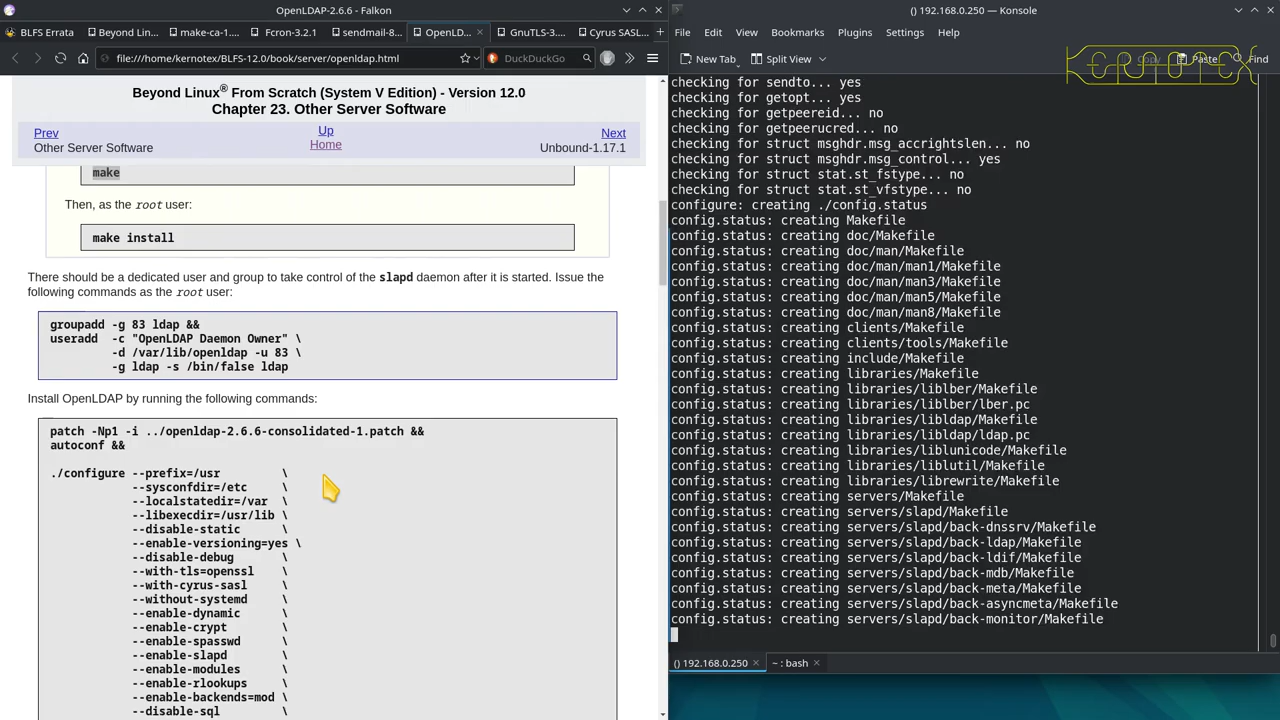 OpenLDAP-2.6.6 - Falkon
BLFS Errata
Beyond Lin...
make-ca-1....
Fcron-3.2.1
sendmail-8...
OpenLD...
GnuTLS-3....
Cyrus SASL...
file:///home/kernotex/BLFS-12.0/book/server/openldap.html
DuckDuckGo
Beyond Linux® From Scratch (System V Edition) - Version 12.0
Chapter 23. Other Server Software
Prev
Up
Next
Other Server Software
Home
Unbound-1.17.1
make
Then, as the root user:
make install
There should be a dedicated user and group to take control of the slapd daemon after it is started. Issue the
following commands as the root user:
groupadd -g 83 ldap &&
useradd  -c "OpenLDAP Daemon Owner" \
-d /var/lib/openldap -u 83 \
-g ldap -s /bin/false ldap
Install OpenLDAP by running the following commands:
patch -Np1 -i ../openldap-2.6.6-consolidated-1.patch &&
autoconf &&
./configure --prefix=/usr         \
--sysconfdir=/etc     \
--localstatedir=/var  \
--libexecdir=/usr/lib \
--disable-static      \
--enable-versioning=yes \
--disable-debug       \
--with-tls=openssl    \
--with-cyrus-sasl     \
--without-systemd     \
--enable-dynamic      \
--enable-crypt        \
--enable-spasswd      \
--enable-slapd        \
--enable-modules      \
--enable-rlookups     \
--enable-backends=mod \
--disable-sql         \
() 192.168.0.250 — Konsole
File Edit View Bookmarks Plugins Settings Help
New Tab
Split View
Copy
Paste
Find
KERNOTEX
checking for sendto... yes
checking for getopt... yes
checking for getpeereid... no
checking for getpeerucred... no
checking for struct msghdr.msg_accrightslen... no
checking for struct msghdr.msg_control... yes
checking for struct stat.st_fstype... no
checking for struct stat.st_vfstype... no
configure: creating ./config.status
config.status: creating Makefile
config.status: creating doc/Makefile
config.status: creating doc/man/Makefile
config.status: creating doc/man/man1/Makefile
config.status: creating doc/man/man3/Makefile
config.status: creating doc/man/man5/Makefile
config.status: creating doc/man/man8/Makefile
config.status: creating clients/Makefile
config.status: creating clients/tools/Makefile
config.status: creating include/Makefile
config.status: creating libraries/Makefile
config.status: creating libraries/liblber/Makefile
config.status: creating libraries/liblber/lber.pc
config.status: creating libraries/libldap/Makefile
config.status: creating libraries/libldap/ldap.pc
config.status: creating libraries/liblunicode/Makefile
config.status: creating libraries/liblutil/Makefile
config.status: creating libraries/librewrite/Makefile
config.status: creating servers/Makefile
config.status: creating servers/slapd/Makefile
config.status: creating servers/slapd/back-dnssrv/Makefile
config.status: creating servers/slapd/back-ldap/Makefile
config.status: creating servers/slapd/back-ldif/Makefile
config.status: creating servers/slapd/back-mdb/Makefile
config.status: creating servers/slapd/back-meta/Makefile
config.status: creating servers/slapd/back-asyncmeta/Makefile
config.status: creating servers/slapd/back-monitor/Makefile
() 192.168.0.250
~ : bash